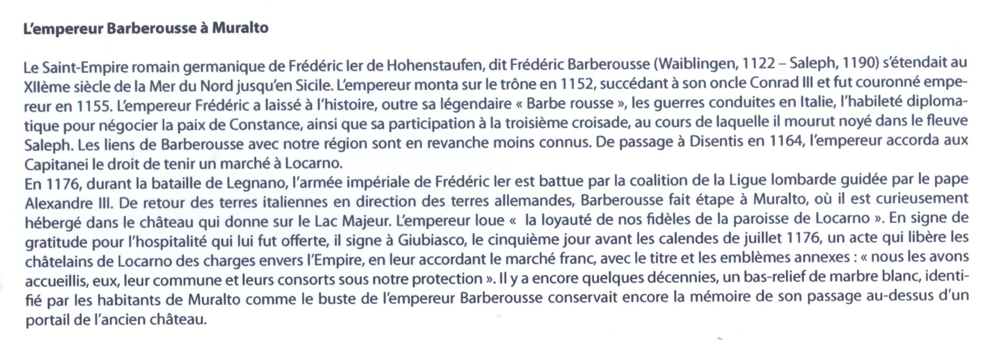 L'empereur Barberousse à Muralto
Le Saint-Empire romain germanique de Frédéric Ier de Hohenstaufen, dit Frédéric Barberousse (Waiblingen, 1122 – Saleph, 1190) s'étendait au
XIIème siècle de la Mer du Nord jusqu'en Sicile. L'empereur monta sur le trône en 1152, succédant à son oncle Conrad III et fut couronné empe-
reur en 1155. L'empereur Frédéric a laissé à l'histoire, outre sa légendaire « Barbe rousse », les guerres conduites en Italie, l'habileté diploma-
tique pour négocier la paix de Constance, ainsi que sa participation à la troisième croisade, au cours de laquelle il mourut noyé dans le fleuve
Saleph. Les liens de Barberousse avec notre région sont en revanche moins connus. De passage à Disentis en 1164, l'empereur accorda aux
Capitanei le droit de tenir un marché à Locarno.
En 1176, durant la bataille de Legnano, l'armée impériale de Frédéric Ier est battue par la coalition de la Ligue lombarde guidée par le pape
Alexandre III. De retour des terres italiennes en direction des terres allemandes, Barberousse fait étape à Muralto, où il est curieusement
hébergé dans le château qui donne sur le Lac Majeur. L'empereur loue « la loyauté de nos fidèles de la paroisse de Locarno ». En signe de
gratitude pour l'hospitalité qui lui fut offerte, il signe à Giubiasco, le cinquième jour avant les calendes de juillet 1176, un acte qui libère les
châtelains de Locarno des charges envers l'Empire, en leur accordant le marché franc, avec le titre et les emblèmes annexes : « nous les avons
accueillis, eux, leur commune et leurs consorts sous notre protection ». Il y a encore quelques décennies, un bas-relief de marbre blanc, identi-
fié par les habitants de Muralto comme le buste de l'empereur Barberousse conservait encore la mémoire de son passage au-dessus d'un
portail de l'ancien château.